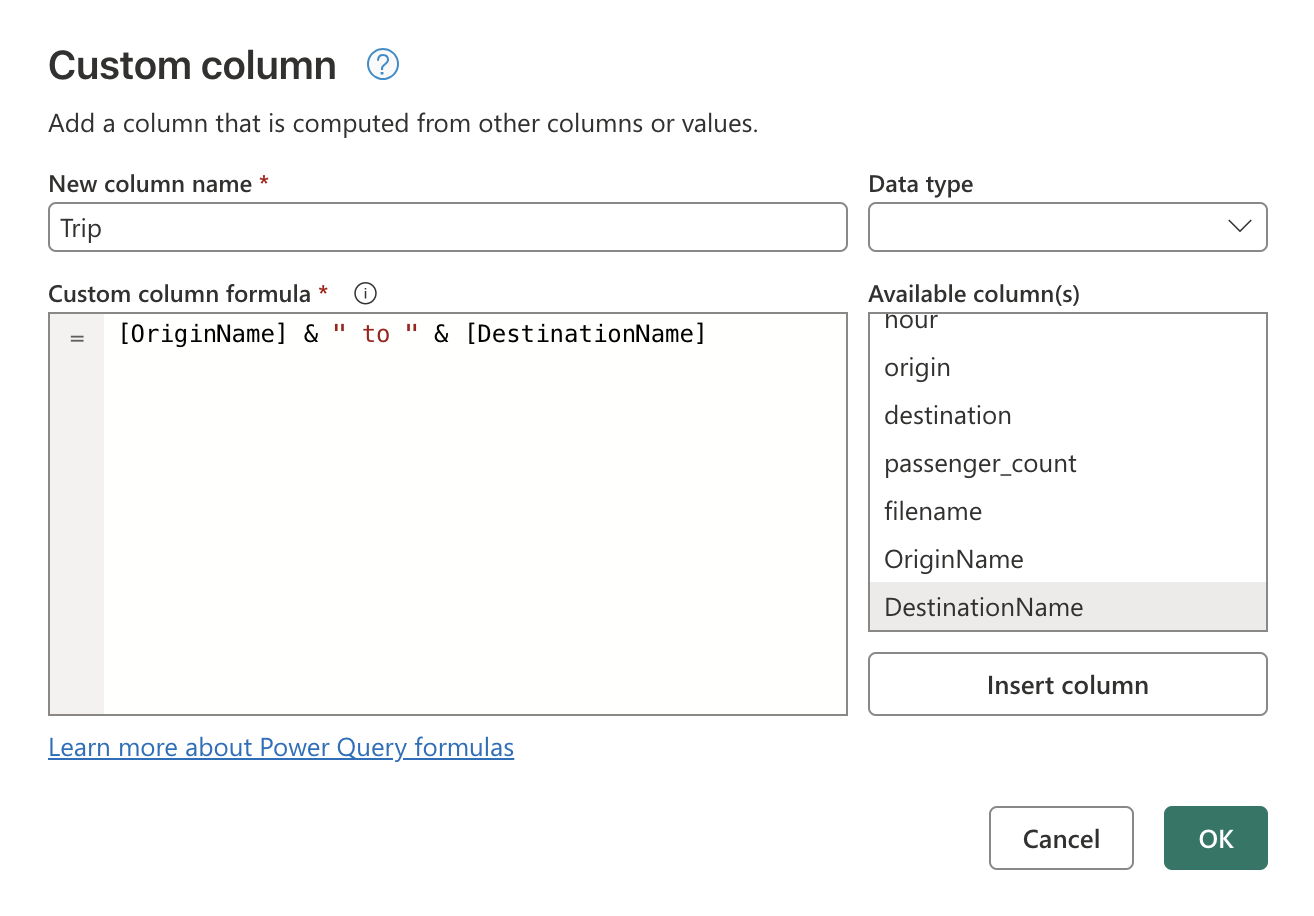 Custom column ?
Add a column that is computed from other columns or values.
New column name *
Trip
Data type
Custom column formula * i
= [OriginName] & " to " & [DestinationName]
Available column(s)
hour
origin
destination
passenger_count
filename
OriginName
DestinationName
Insert column
Learn more about Power Query formulas
Cancel
OK